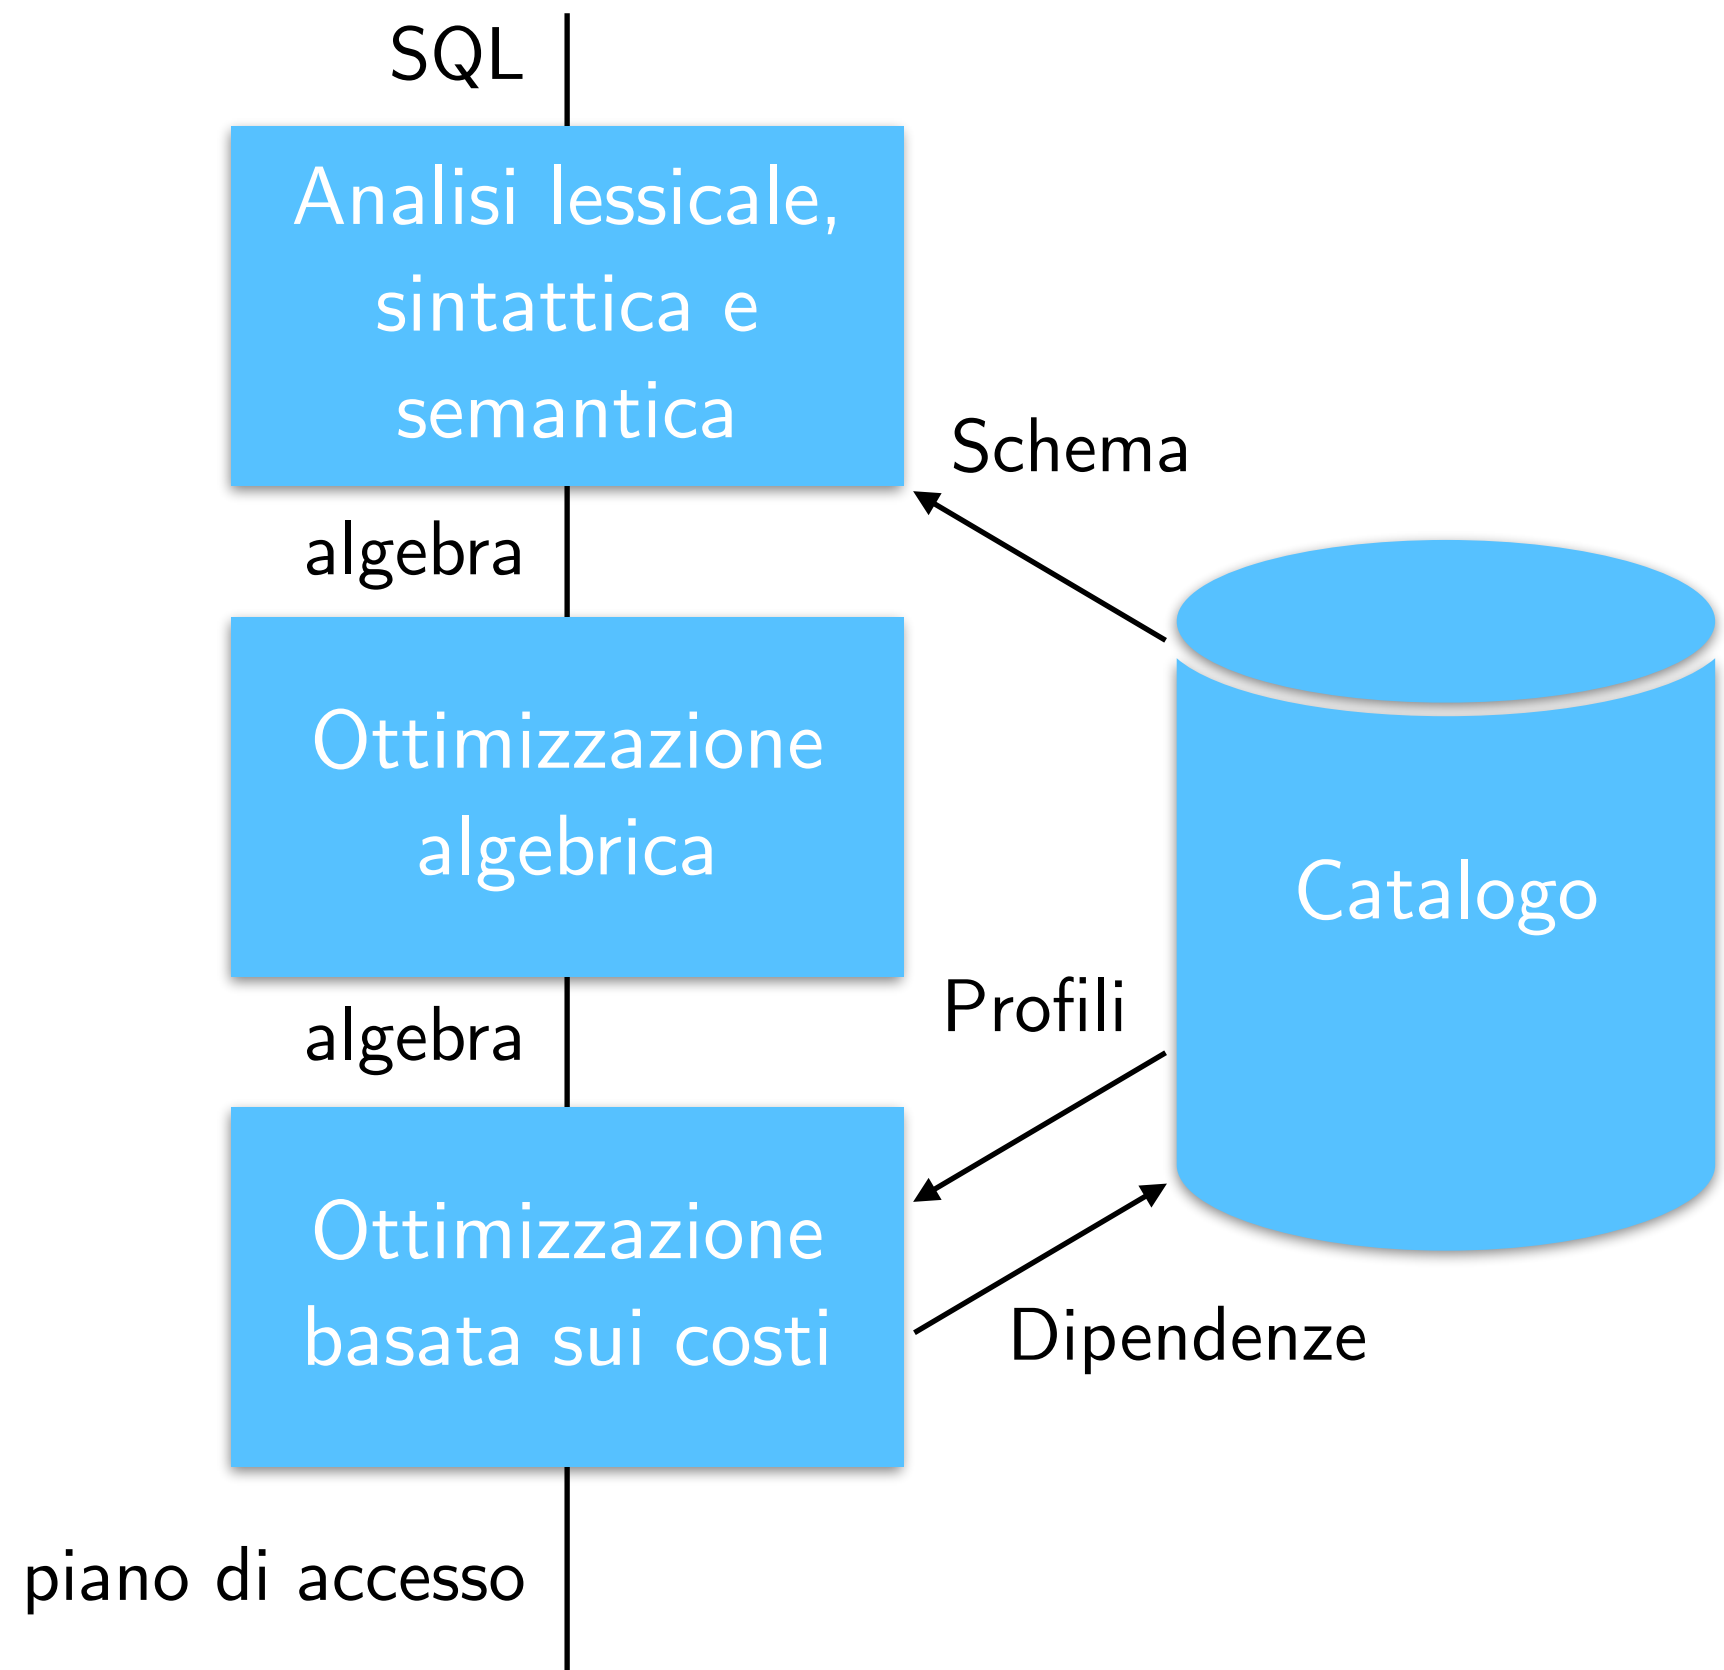 SQL
Analisi lessicale,
sintattica e
semantica
Schema
algebra
Ottimizzazione
algebrica
Catalogo
Profili
algebra
Ottimizzazione
basata sui costi
Dipendenze
piano di accesso